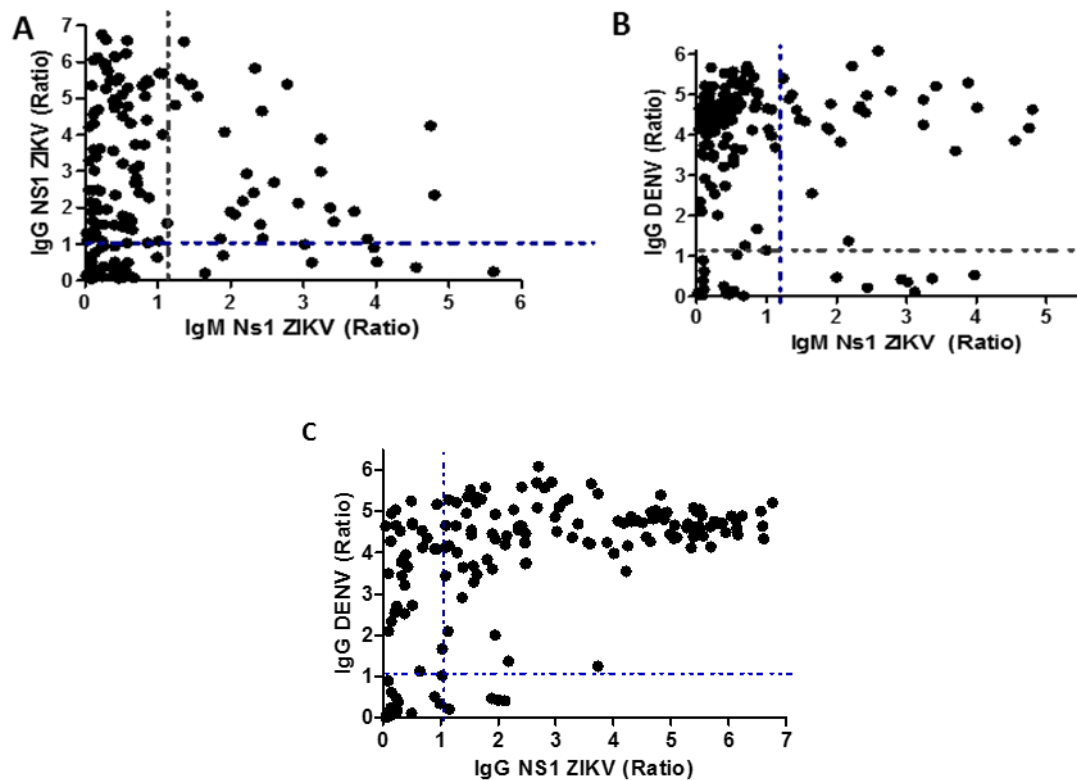 A
IgG NS1 ZIKV (Ratio)
7
6
5
4
3
2
1
0
0 1 2 3 4 5 6
IgM Ns1 ZIKV (Ratio)
B
IgG DENV (Ratio)
6
5
4
3
2
1
0
0 1 2 3 4 5
IgM Ns1 ZIKV (Ratio)
C
IgG DENV (Ratio)
6
5
4
3
2
1
0
0 1 2 3 4 5 6 7
IgG NS1 ZIKV (Ratio)